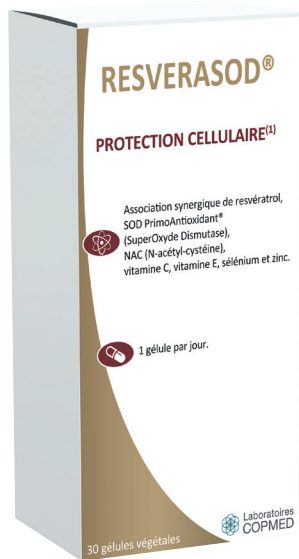 RESVERASOD®
PROTECTION CELLULAIRE(1)
Association synergique de resvératrol,
SOD PrimoAntioxidant®
(SuperOxyde Dismutase),
NAC (N-acétyl-cystéine),
vitamine C, vitamine E, sélénium et zinc.
1 gélule par jour.
Laboratoires
COPMED
30 gélules végétales